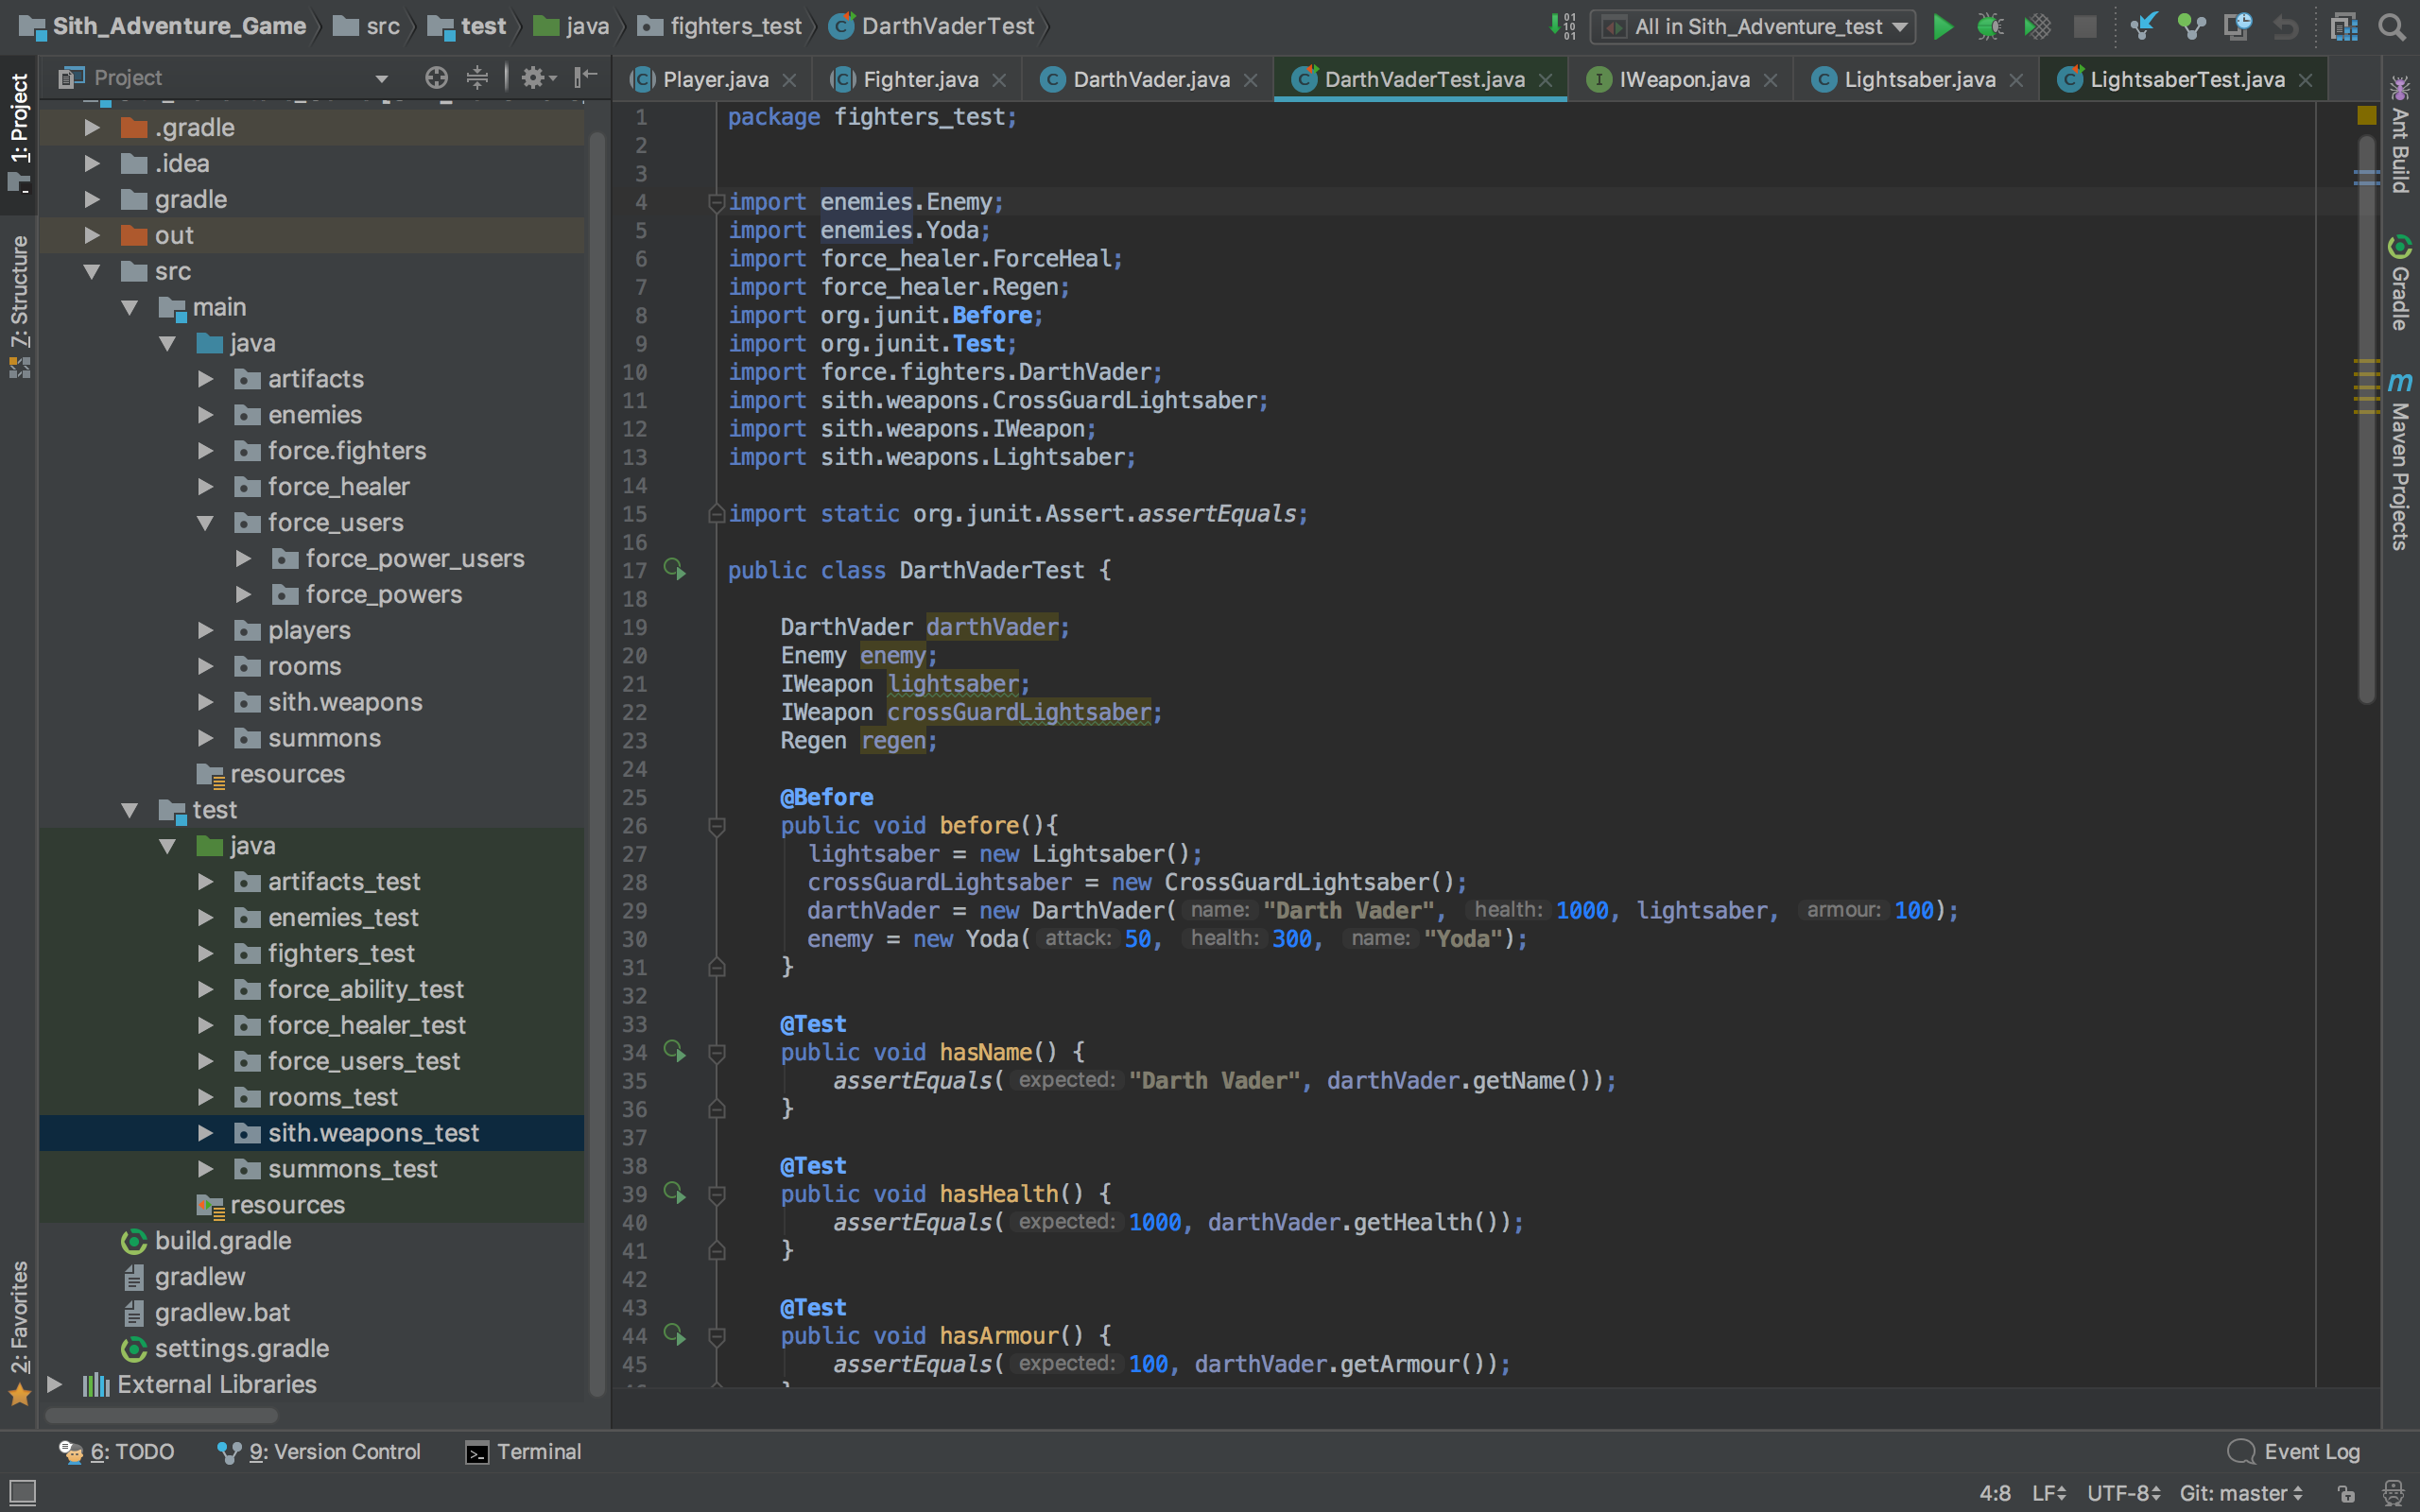 Sith_Adventure_Game src test java fighters_test DarthVaderTest
All in Sith_Adventure_test
1: Project
Z: Structure
2: Favorites
Project
.gradle
.idea
gradle
out
src
main
java
artifacts
enemies
force.fighters
force_healer
force_users
force_power_users
force_powers
players
rooms
sith.weapons
summons
resources
test
java
artifacts_test
enemies_test
fighters_test
force_ability_test
force_healer_test
force_users_test
rooms_test
sith.weapons_test
summons_test
resources
build.gradle
gradlew
gradlew.bat
settings.gradle
External Libraries
Player.java Fighter.java DarthVader.java DarthVaderTest.java IWeapon.java Lightsaber.java LightsaberTest.java
1 package fighters_test;
2
3
4 import enemies.Enemy;
5 import enemies.Yoda;
6 import force_healer.ForceHeal;
7 import force_healer.Regen;
8 import org.junit.Before;
9 import org.junit.Test;
10 import force.fighters.DarthVader;
11 import sith.weapons.CrossGuardLightsaber;
12 import sith.weapons.IWeapon;
13 import sith.weapons.Lightsaber;
14
15 import static org.junit.Assert.assertEquals;
16
17 public class DarthVaderTest {
18
19 DarthVader darthVader;
20 Enemy enemy;
21 IWeapon lightsaber;
22 IWeapon crossGuardLightsaber;
23 Regen regen;
24
25 @Before
26 public void before(){
27 lightsaber = new Lightsaber();
28 crossGuardLightsaber = new CrossGuardLightsaber();
29 darthVader = new DarthVader( name: "Darth Vader", health: 1000, lightsaber, armour: 100);
30 enemy = new Yoda( attack: 50, health: 300, name: "Yoda");
31 }
32
33 @Test
34 public void hasName() {
35 assertEquals( expected: "Darth Vader", darthVader.getName());
36 }
37
38 @Test
39 public void hasHealth() {
40 assertEquals( expected: 1000, darthVader.getHealth());
41 }
42
43 @Test
44 public void hasArmour() {
45 assertEquals( expected: 100, darthVader.getArmour());
Ant Build
Gradle
Maven Projects
6: TODO 9: Version Control Terminal Event Log
4:8 LF UTF-8 Git: master